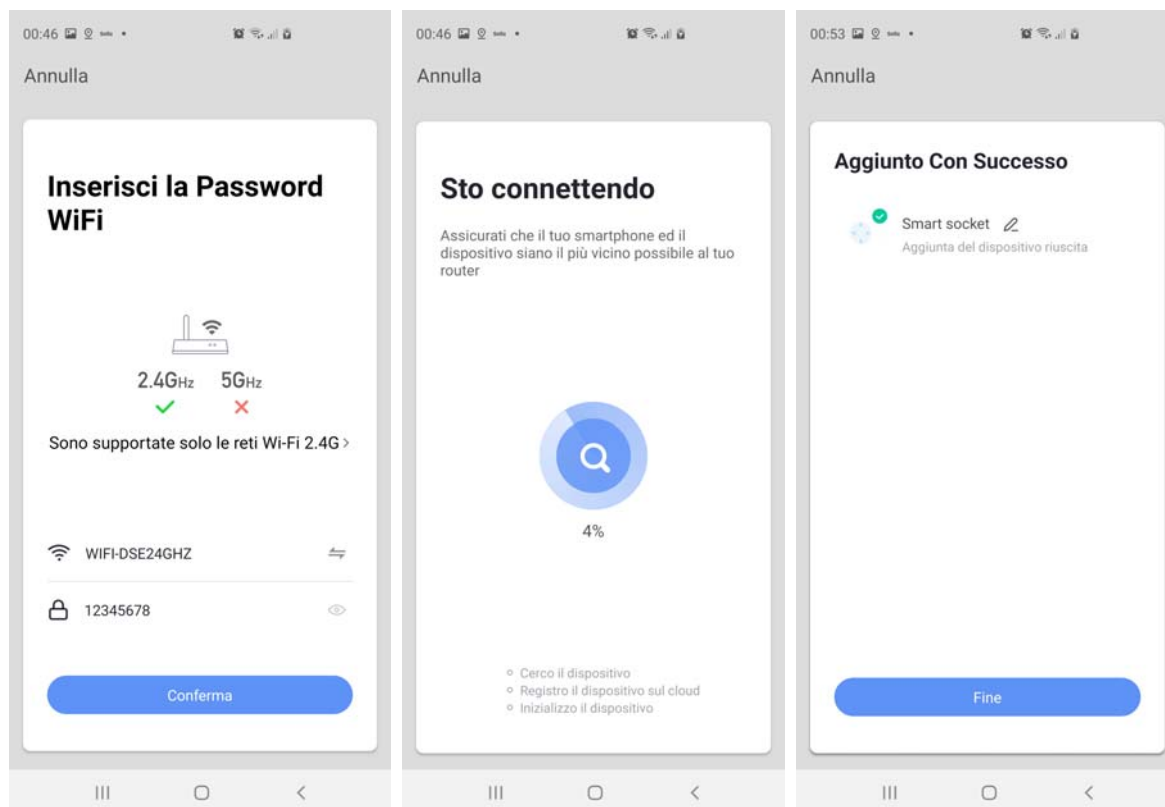 00:46
Annulla
Inserisci la Password
WiFi
2.4GHz 5GHz
Sono supportate solo le reti Wi-Fi 2.4G >
WIFI-DSE24GHZ
12345678
Conferma
00:46
Annulla
Sto connettendo
Assicurati che il tuo smartphone ed il
dispositivo siano il più vicino possibile al tuo
router
4%
Cerco il dispositivo
Registro il dispositivo sul cloud
Inizializzo il dispositivo
00:53
Annulla
Aggiunto Con Successo
Smart socket
Aggiunta del dispositivo riuscita
Fine